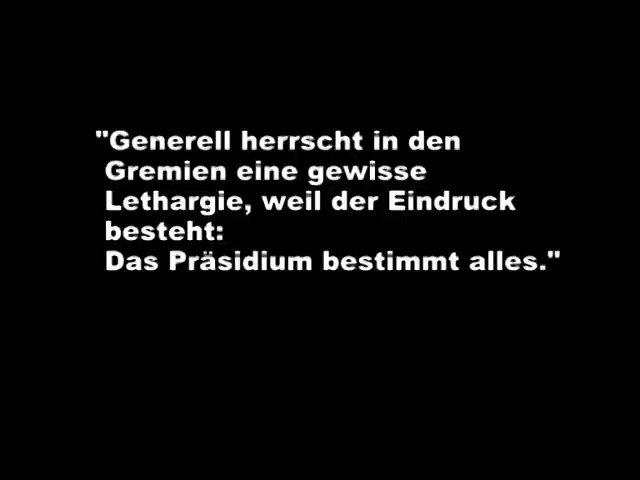 "Generell herrscht in den
Gremien eine gewisse
Lethargie, weil der Eindruck
besteht:
Das Präsidium bestimmt alles."